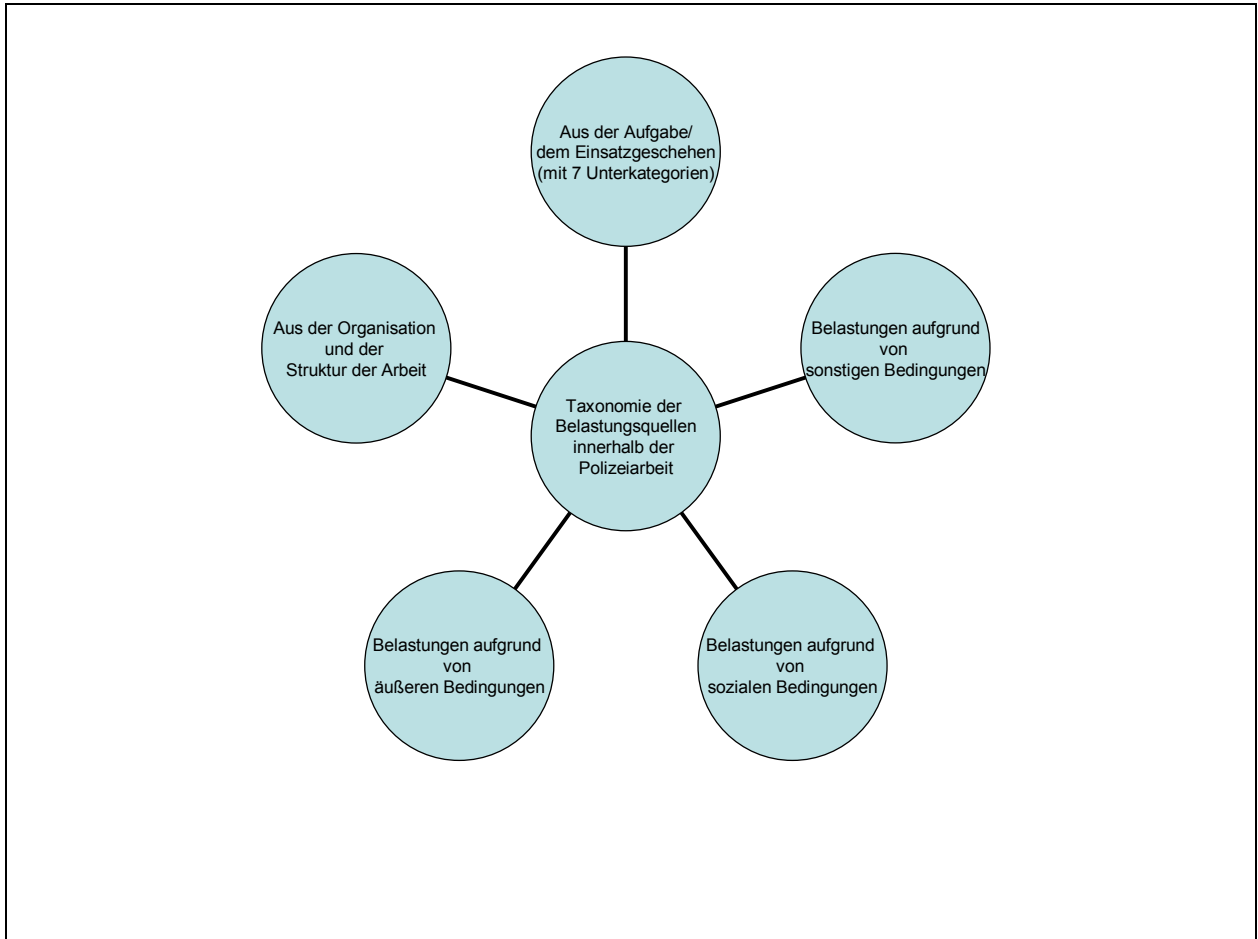 Aus der Aufgabe/
dem Einsatzgeschehen
(mit 7 Unterkategorien)
Aus der Organisation
und der
Struktur der Arbeit
Belastungen aufgrund
von
sonstigen Bedingungen
Taxonomie der
Belastungsquellen
innerhalb der
Polizeiarbeit
Belastungen aufgrund
von
äußeren Bedingungen
Belastungen aufgrund
von
sozialen Bedingungen